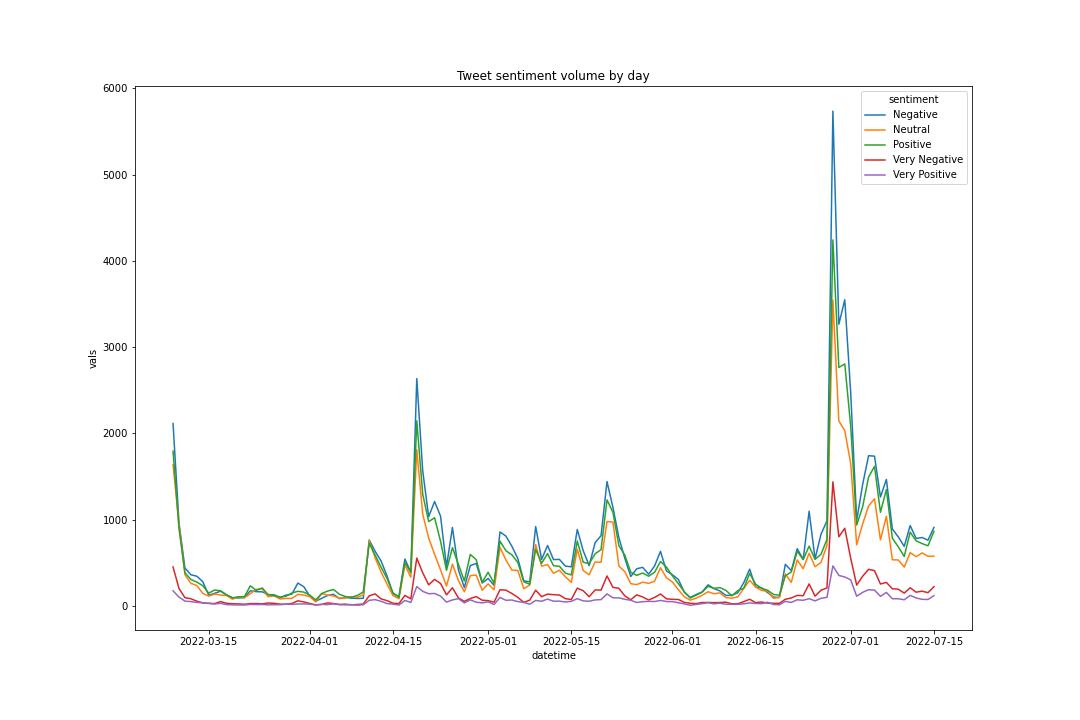 Tweet sentiment volume by day
sentiment
Negative
Neutral
Positive
Very Negative
Very Positive
vals
6000
5000
4000
3000
2000
1000
0
2022-03-15 2022-04-01 2022-04-15 2022-05-01 2022-05-15 2022-06-01 2022-06-15 2022-07-01 2022-07-15
datetime